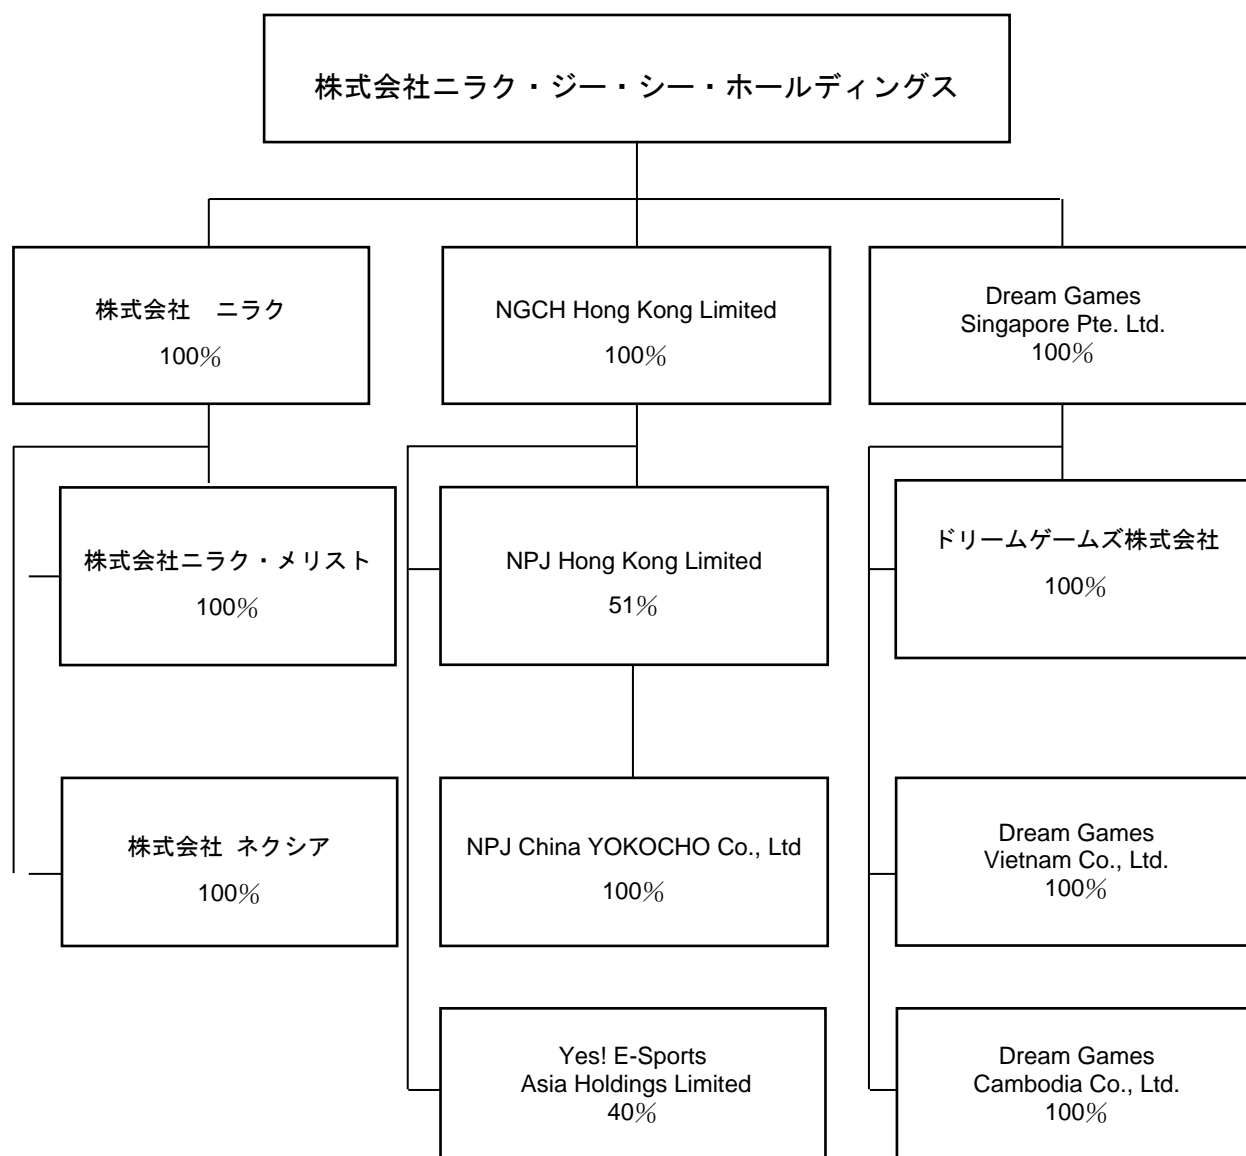 株式会社ニラク・ジー・シー・ホールディングス
株式会社　ニラク
100％
NGCH Hong Kong Limited
100％
Dream Games
Singapore Pte. Ltd.
100％
株式会社ニラク・メリスト
100％
NPJ Hong Kong Limited
51％
ドリームゲームズ株式会社
100％
株式会社 ネクシア
100％
NPJ China YOKOCHO Co., Ltd
100％
Dream Games
Vietnam Co., Ltd.
100％
Yes! E-Sports
Asia Holdings Limited
40％
Dream Games
Cambodia Co., Ltd.
100％